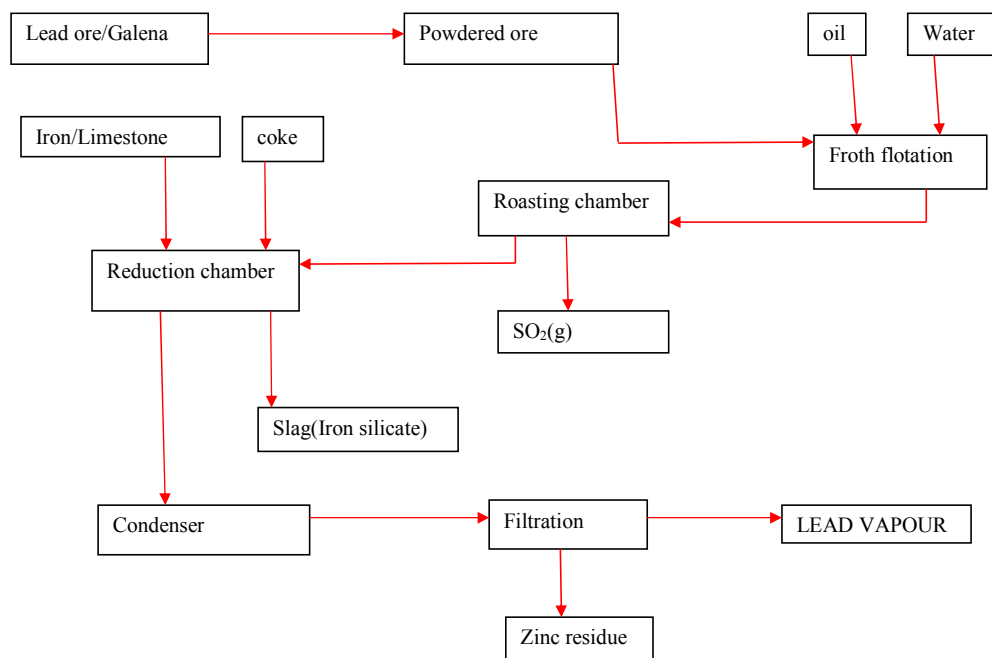 Lead ore/Galena
Powdered ore
oil
Water
Iron/Limestone
coke
Froth flotation
Roasting chamber
Reduction chamber
SO₂(g)
Slag(Iron silicate)
Condenser
Filtration
LEAD VAPOUR
Zinc residue